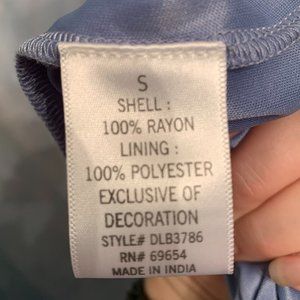 S
SHELL :
100% RAYON
LINING :
100% POLYESTER
EXCLUSIVE OF
DECORATION
STYLE# DLB3786
RN# 69654
MADE IN INDIA